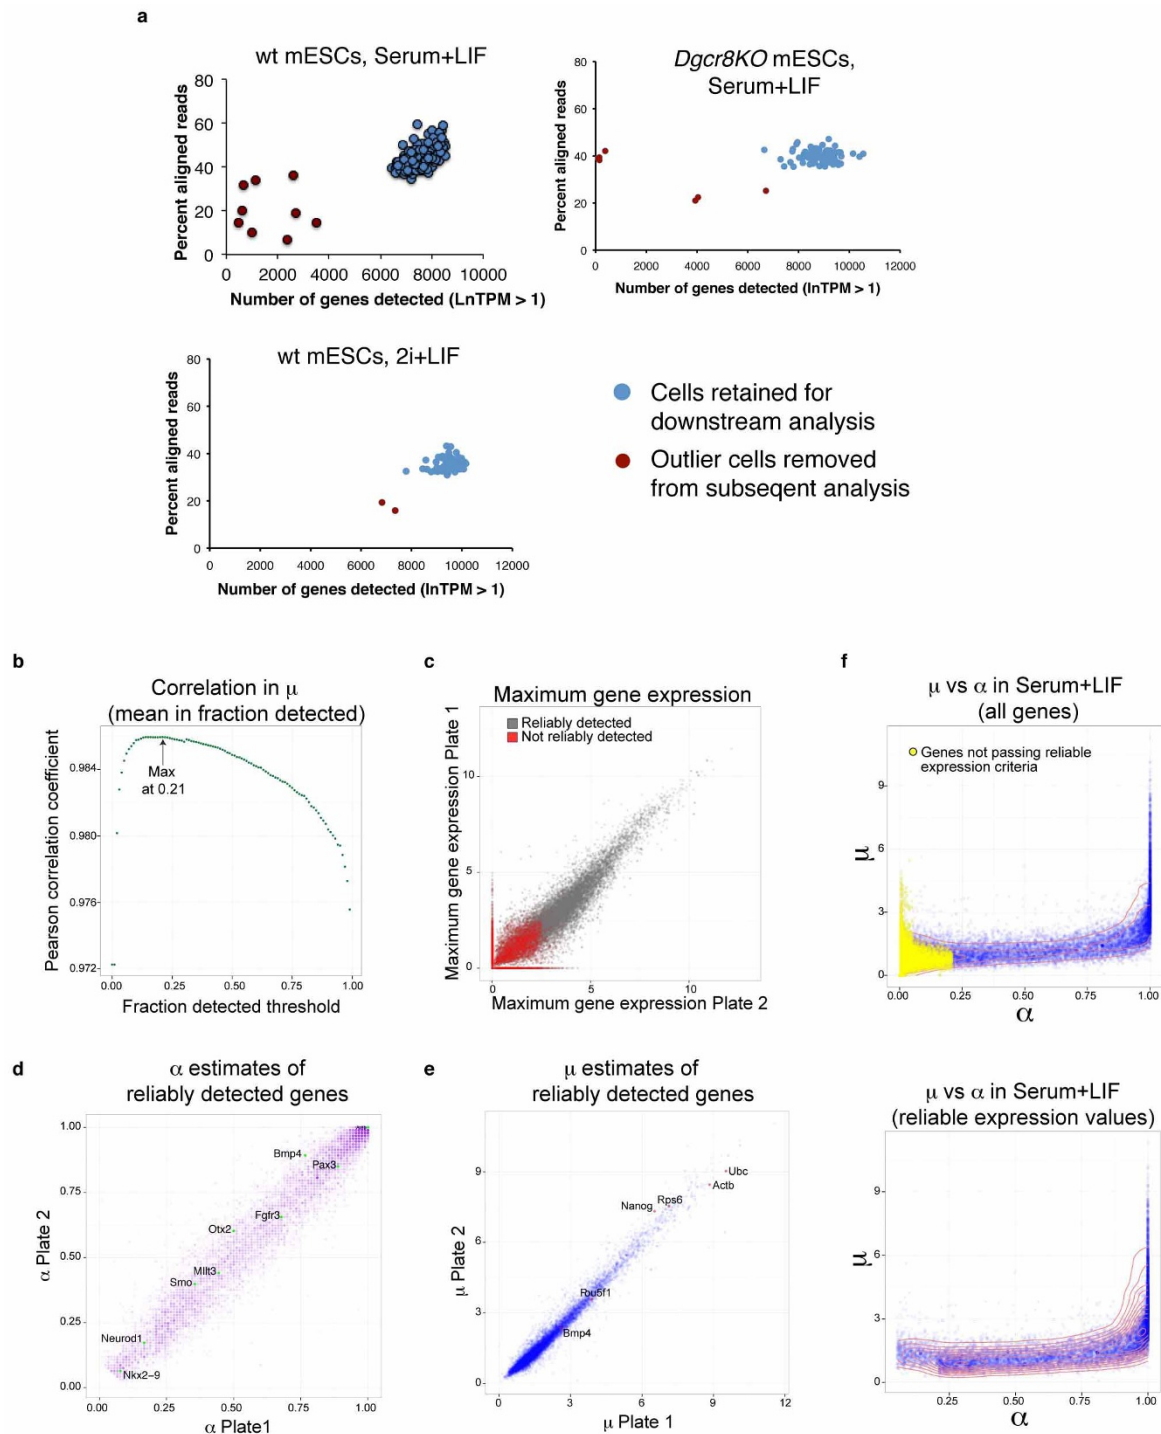 a
wt mESCs, Serum+LIF
Percent aligned reads
80
60
40
20
0
0 2000 4000 6000 8000 10000
Number of genes detected (LnTPM > 1)
Dgcr8KO mESCs,
Serum+LIF
Percent aligned reads
80
60
40
20
0
0 2000 4000 6000 8000 10000 12000
Number of genes detected (lnTPM > 1)
wt mESCs, 2i+LIF
Percent aligned reads
80
60
40
20
0
0 2000 4000 6000 8000 10000 12000
Number of genes detected (lnTPM > 1)
Cells retained for
downstream analysis
Outlier cells removed
from subseqent analysis
b
Correlation in μ
(mean in fraction detected)
Pearson correlation coefficient
0.984
0.980
0.976
0.972
Max
at 0.21
0.00 0.25 0.50 0.75 1.00
Fraction detected threshold
c
Maximum gene expression
Maximum gene expression Plate 1
Reliably detected
Not reliably detected
10
5
0
0 5 10
Maximum gene expression Plate 2
f
μ vs α in Serum+LIF
(all genes)
Genes not passing reliable
expression criteria
μ
9
6
3
0
0.00 0.25 0.50 0.75 1.00
α
d
α estimates of
reliably detected genes
α Plate 2
1.00
0.75
0.50
0.25
0.00
Bmp4
Pax3
Otx2
Fgfr3
Mllt3
Smo
Neurod1
Nkx2-9
0.00 0.25 0.50 0.75 1.00
α Plate1
e
μ estimates of
reliably detected genes
μ Plate 2
9
6
3
0
Ubc
Actb
Rps6
Nanog
Pou5f1
Bmp4
0 3 6 9 12
μ Plate 1
μ vs α in Serum+LIF
(reliable expression values)
μ
9
6
3
0
0.25 0.50 0.75 1.00
α